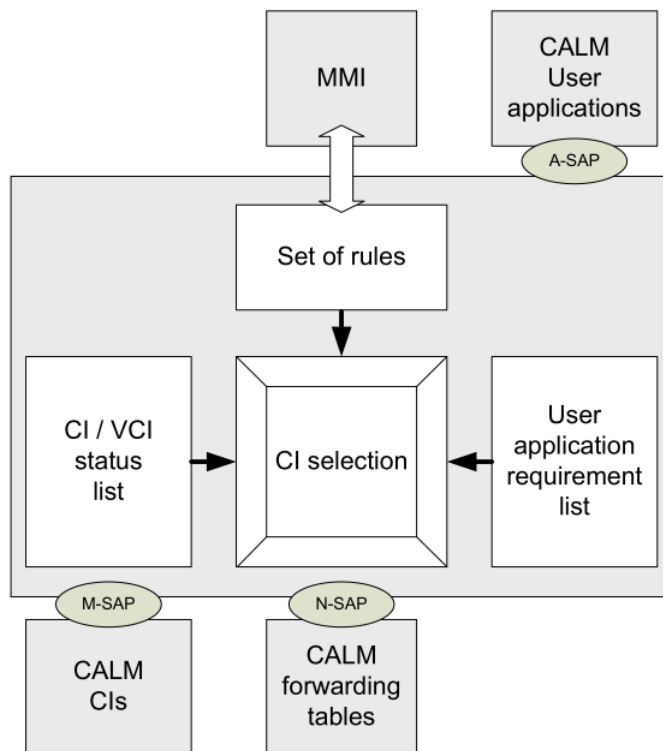 MMI
CALM
User
applications
A-SAP
Set of rules
CI / VCI
status
list
CI selection
User
application
requirement
list
M-SAP
N-SAP
CALM
CIs
CALM
forwarding
tables